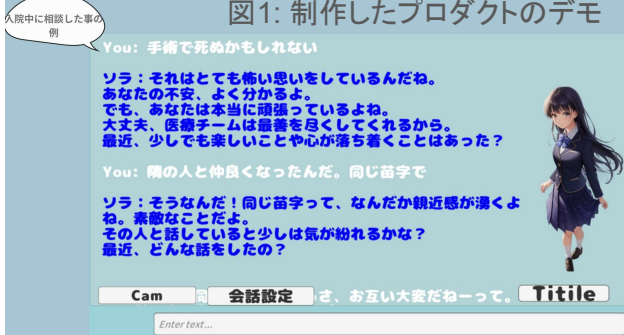 図1: 制作したプロダクトのデモ
入院中に相談した事の
例
You: 手術で死ぬかもしれない
ソラ：それはとても怖い思いをしているんだね。
あなたの不安、よく分かるよ。
でも、あなたは本当に頑張っているよね。
大丈夫、医療チームは最善を尽くしてくれるから。
最近、少しでも楽しいことや心が落ち着くことはあった？
You: 隣の人と仲良くなったんだ。同じ苗字で
ソラ：そうなんだ！同じ苗字って、なんだか親近感が湧くよ
ね。素敵なことだよ。
その人と話していると少しは気が紛れるかな？
最近、どんな話をしたの？
Cam 会話設定 さ、お互い大変だねーって。 Titile
Enter text...